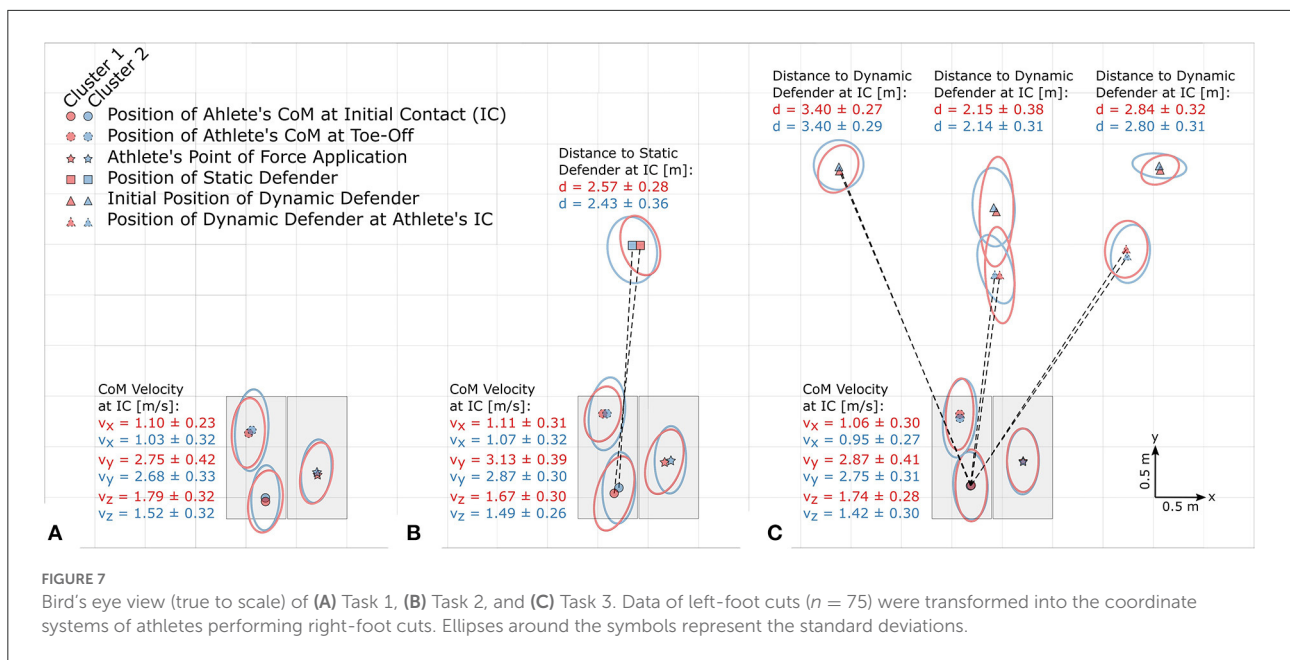 Cluster 1
Cluster 2
Position of Ahlete's CoM at Initial Contact (IC)
Position of Athlete's CoM at Toe-Off
Athlete's Point of Force Application
Position of Static Defender
Initial Position of Dynamic Defender
Position of Dynamic Defender at Athlete's IC
CoM Velocity
at IC [m/s]:
vx = 1.10 ± 0.23
vx = 1.03 ± 0.32
vy = 2.75 ± 0.42
vy = 2.68 ± 0.33
vz = 1.79 ± 0.32
vz = 1.52 ± 0.32
A
Distance to Static
Defender at IC [m]:
d = 2.57 ± 0.28
d = 2.43 ± 0.36
CoM Velocity
at IC [m/s]:
vx = 1.11 ± 0.31
vx = 1.07 ± 0.32
vy = 3.13 ± 0.39
vy = 2.87 ± 0.30
vz = 1.67 ± 0.30
vz = 1.49 ± 0.26
B
Distance to Dynamic
Defender at IC [m]:
d = 3.40 ± 0.27
d = 3.40 ± 0.29
Distance to Dynamic
Defender at IC [m]:
d = 2.15 ± 0.38
d = 2.14 ± 0.31
Distance to Dynamic
Defender at IC [m]:
d = 2.84 ± 0.32
d = 2.80 ± 0.31
CoM Velocity
at IC [m/s]:
vx = 1.06 ± 0.30
vx = 0.95 ± 0.27
vy = 2.87 ± 0.41
vy = 2.75 ± 0.31
vz = 1.74 ± 0.28
vz = 1.42 ± 0.30
C
y
0.5 m
x
0.5 m
FIGURE 7
Bird's eye view (true to scale) of (A) Task 1, (B) Task 2, and (C) Task 3. Data of left-foot cuts (n = 75) were transformed into the coordinate
systems of athletes performing right-foot cuts. Ellipses around the symbols represent the standard deviations.